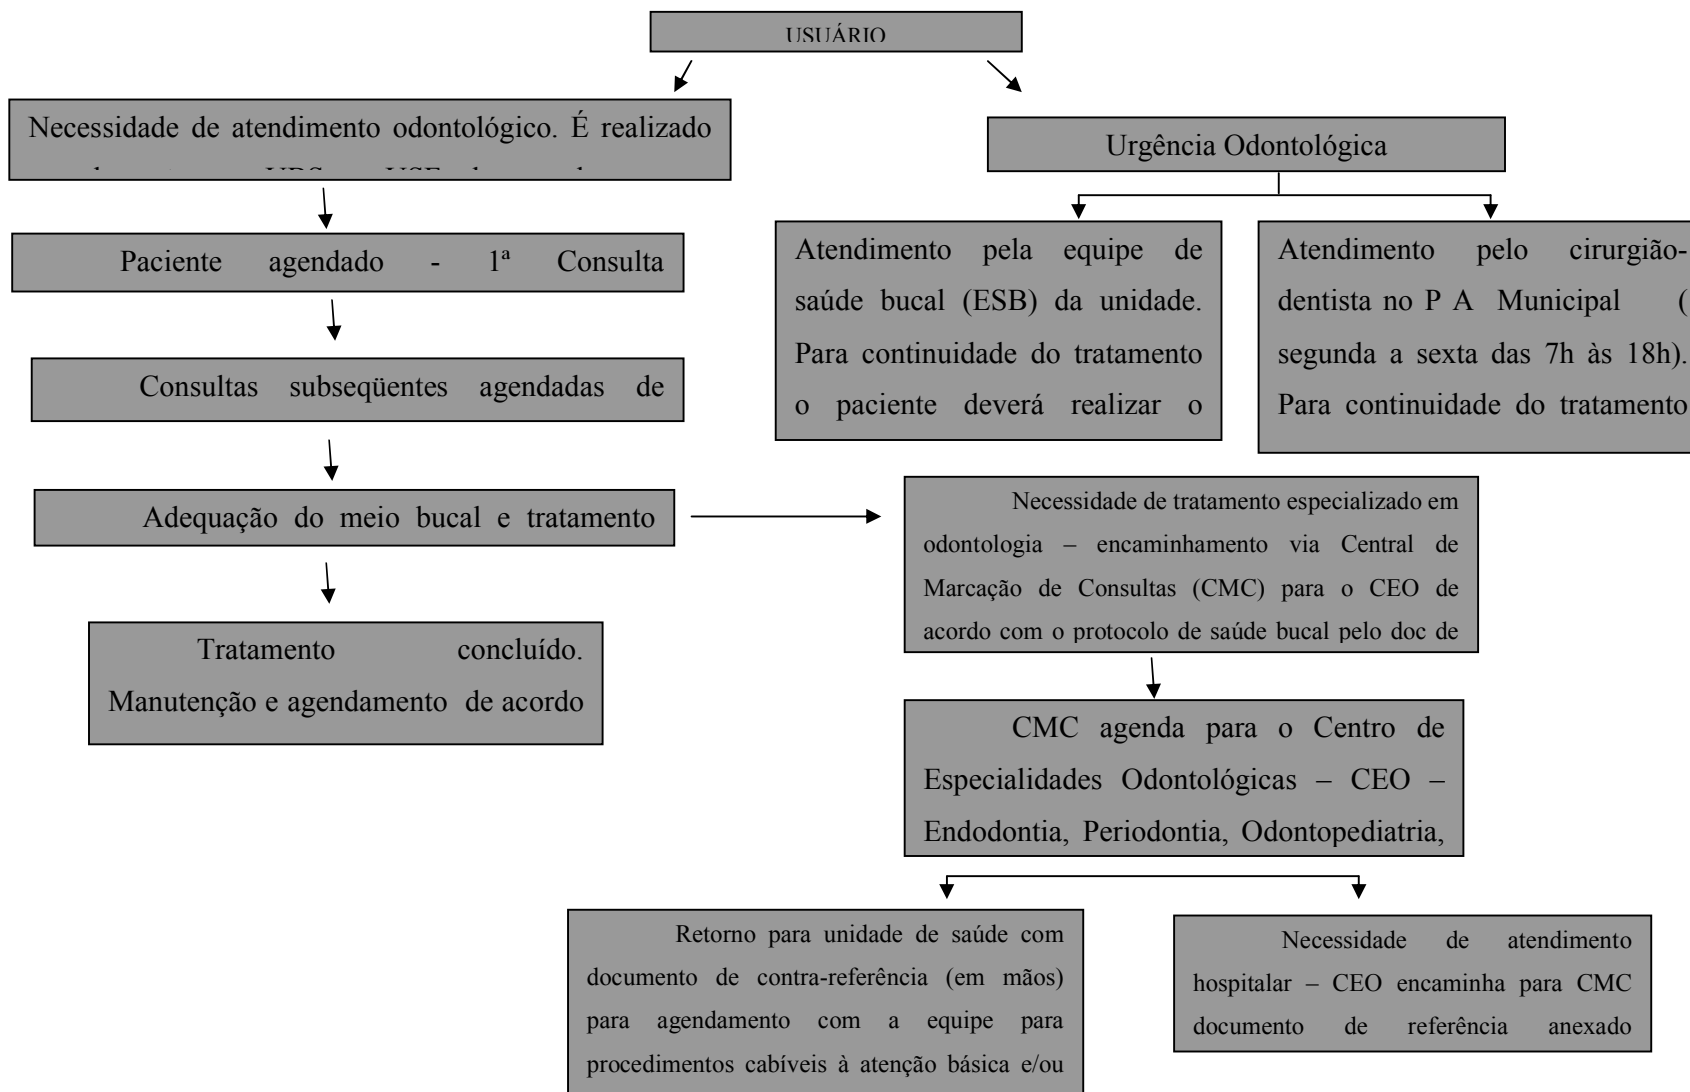 USUÁRIO
Necessidade de atendimento odontológico. É realizado
Urgência Odontológica
Paciente agendado - 1ª Consulta
Consultas subseqüentes agendadas de
Adequação do meio bucal e tratamento
Tratamento concluído.
Manutenção e agendamento de acordo
Atendimento pela equipe de
saúde bucal (ESB) da unidade.
Para continuidade do tratamento
o paciente deverá realizar o
Atendimento pelo cirurgião-
dentista no P A Municipal (
segunda a sexta das 7h às 18h).
Para continuidade do tratamento
Necessidade de tratamento especializado em
odontologia – encaminhamento via Central de
Marcação de Consultas (CMC) para o CEO de
acordo com o protocolo de saúde bucal pelo doc de
CMC agenda para o Centro de
Especialidades Odontológicas – CEO –
Endodontia, Periodontia, Odontopediatria,
Retorno para unidade de saúde com
documento de contra-referência (em mãos)
para agendamento com a equipe para
procedimentos cabíveis à atenção básica e/ou
Necessidade de atendimento
hospitalar – CEO encaminha para CMC
documento de referência anexado